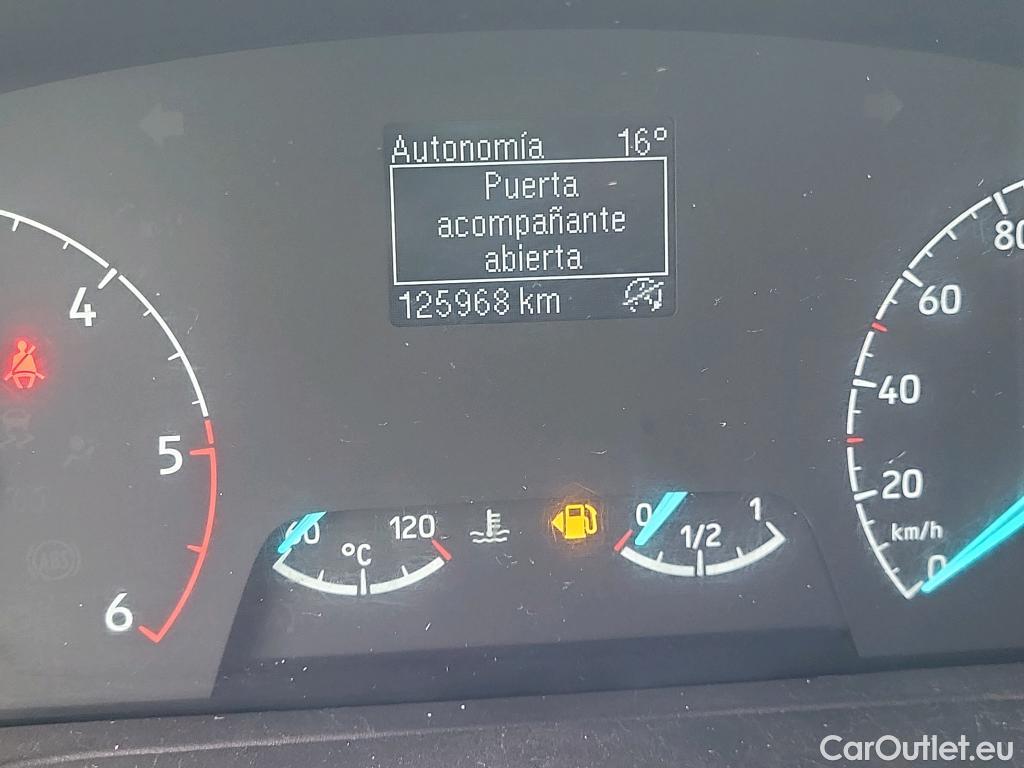 Autonomía 16°
Puerta
acompañante
abierta
125968 km
4
5
6
120
°C
0
1/2
1
80
60
40
20
km/h
0
ABS
CarOutlet.eu